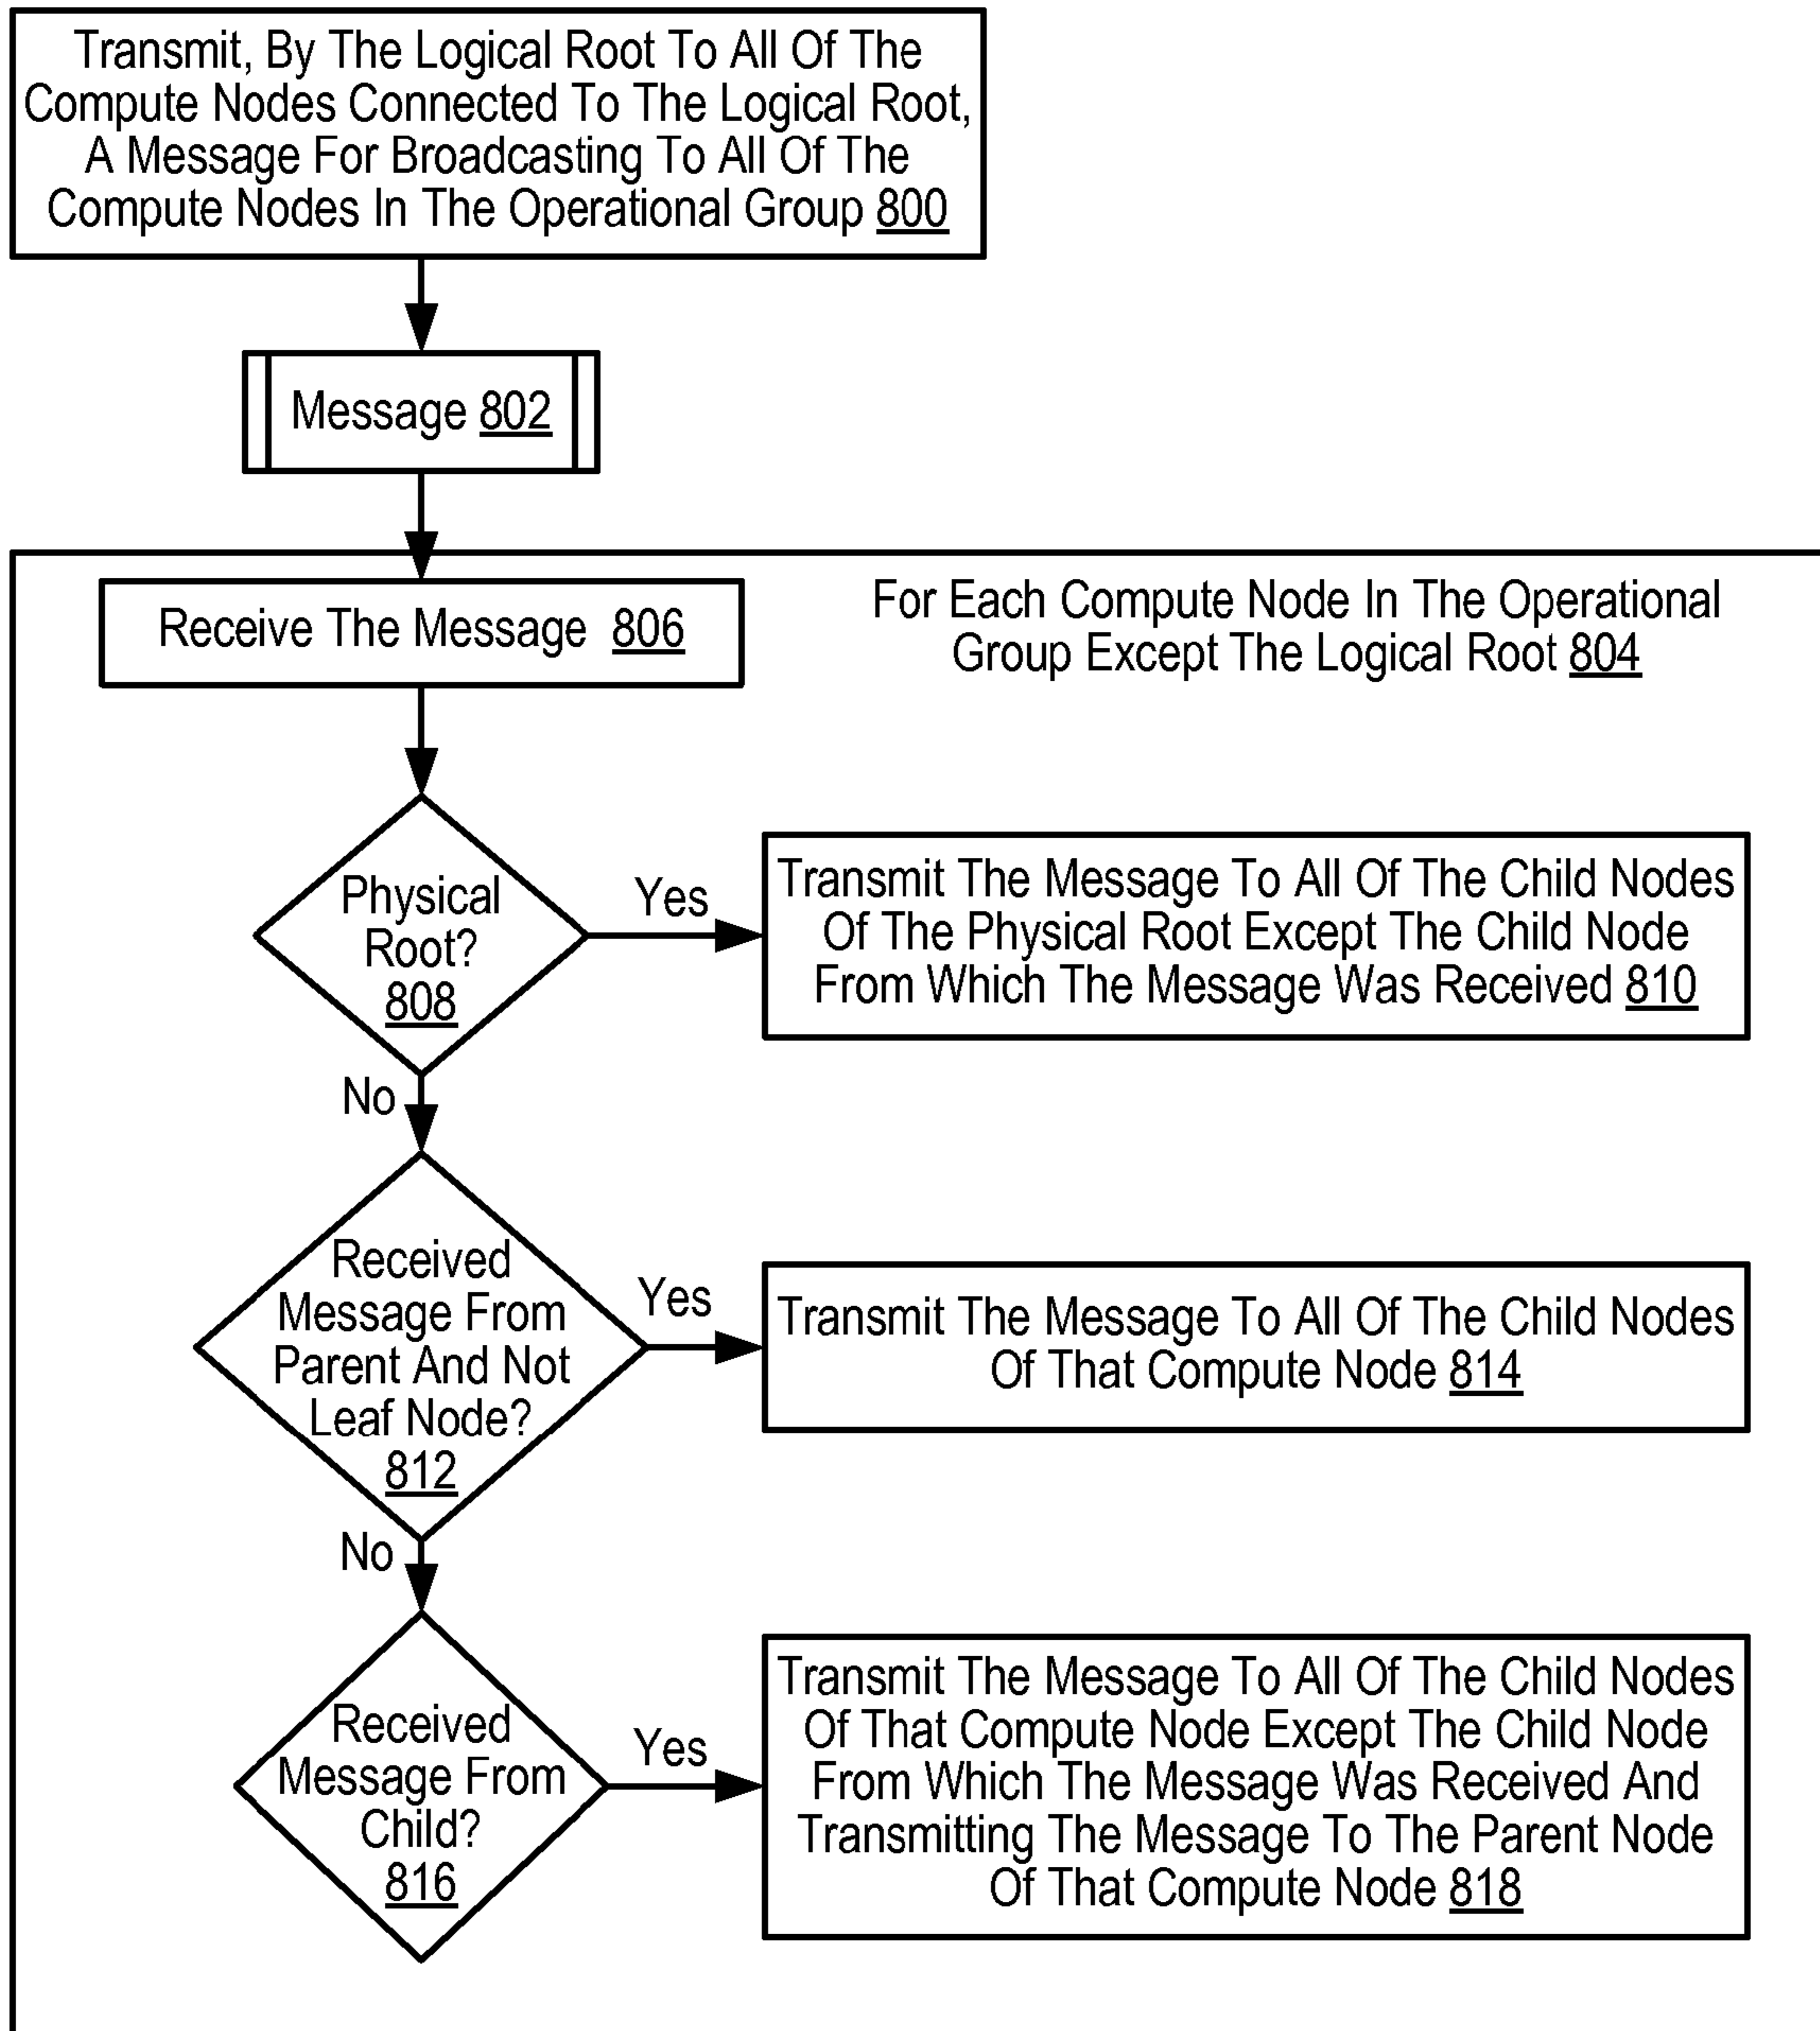 Transmit, By The Logical Root To All Of The
Compute Nodes Connected To The Logical Root,
A Message For Broadcasting To All Of The
Compute Nodes In The Operational Group 800
Message 802
Receive The Message 806
For Each Compute Node In The Operational
Group Except The Logical Root 804
Physical
Root?
808
Yes
Transmit The Message To All Of The Child Nodes
Of The Physical Root Except The Child Node
From Which The Message Was Received 810
No
Received
Message From
Parent And Not
Leaf Node?
812
Yes
Transmit The Message To All Of The Child Nodes
Of That Compute Node 814
No
Received
Message From
Child?
816
Yes
Transmit The Message To All Of The Child Nodes
Of That Compute Node Except The Child Node
From Which The Message Was Received And
Transmitting The Message To The Parent Node
Of That Compute Node 818